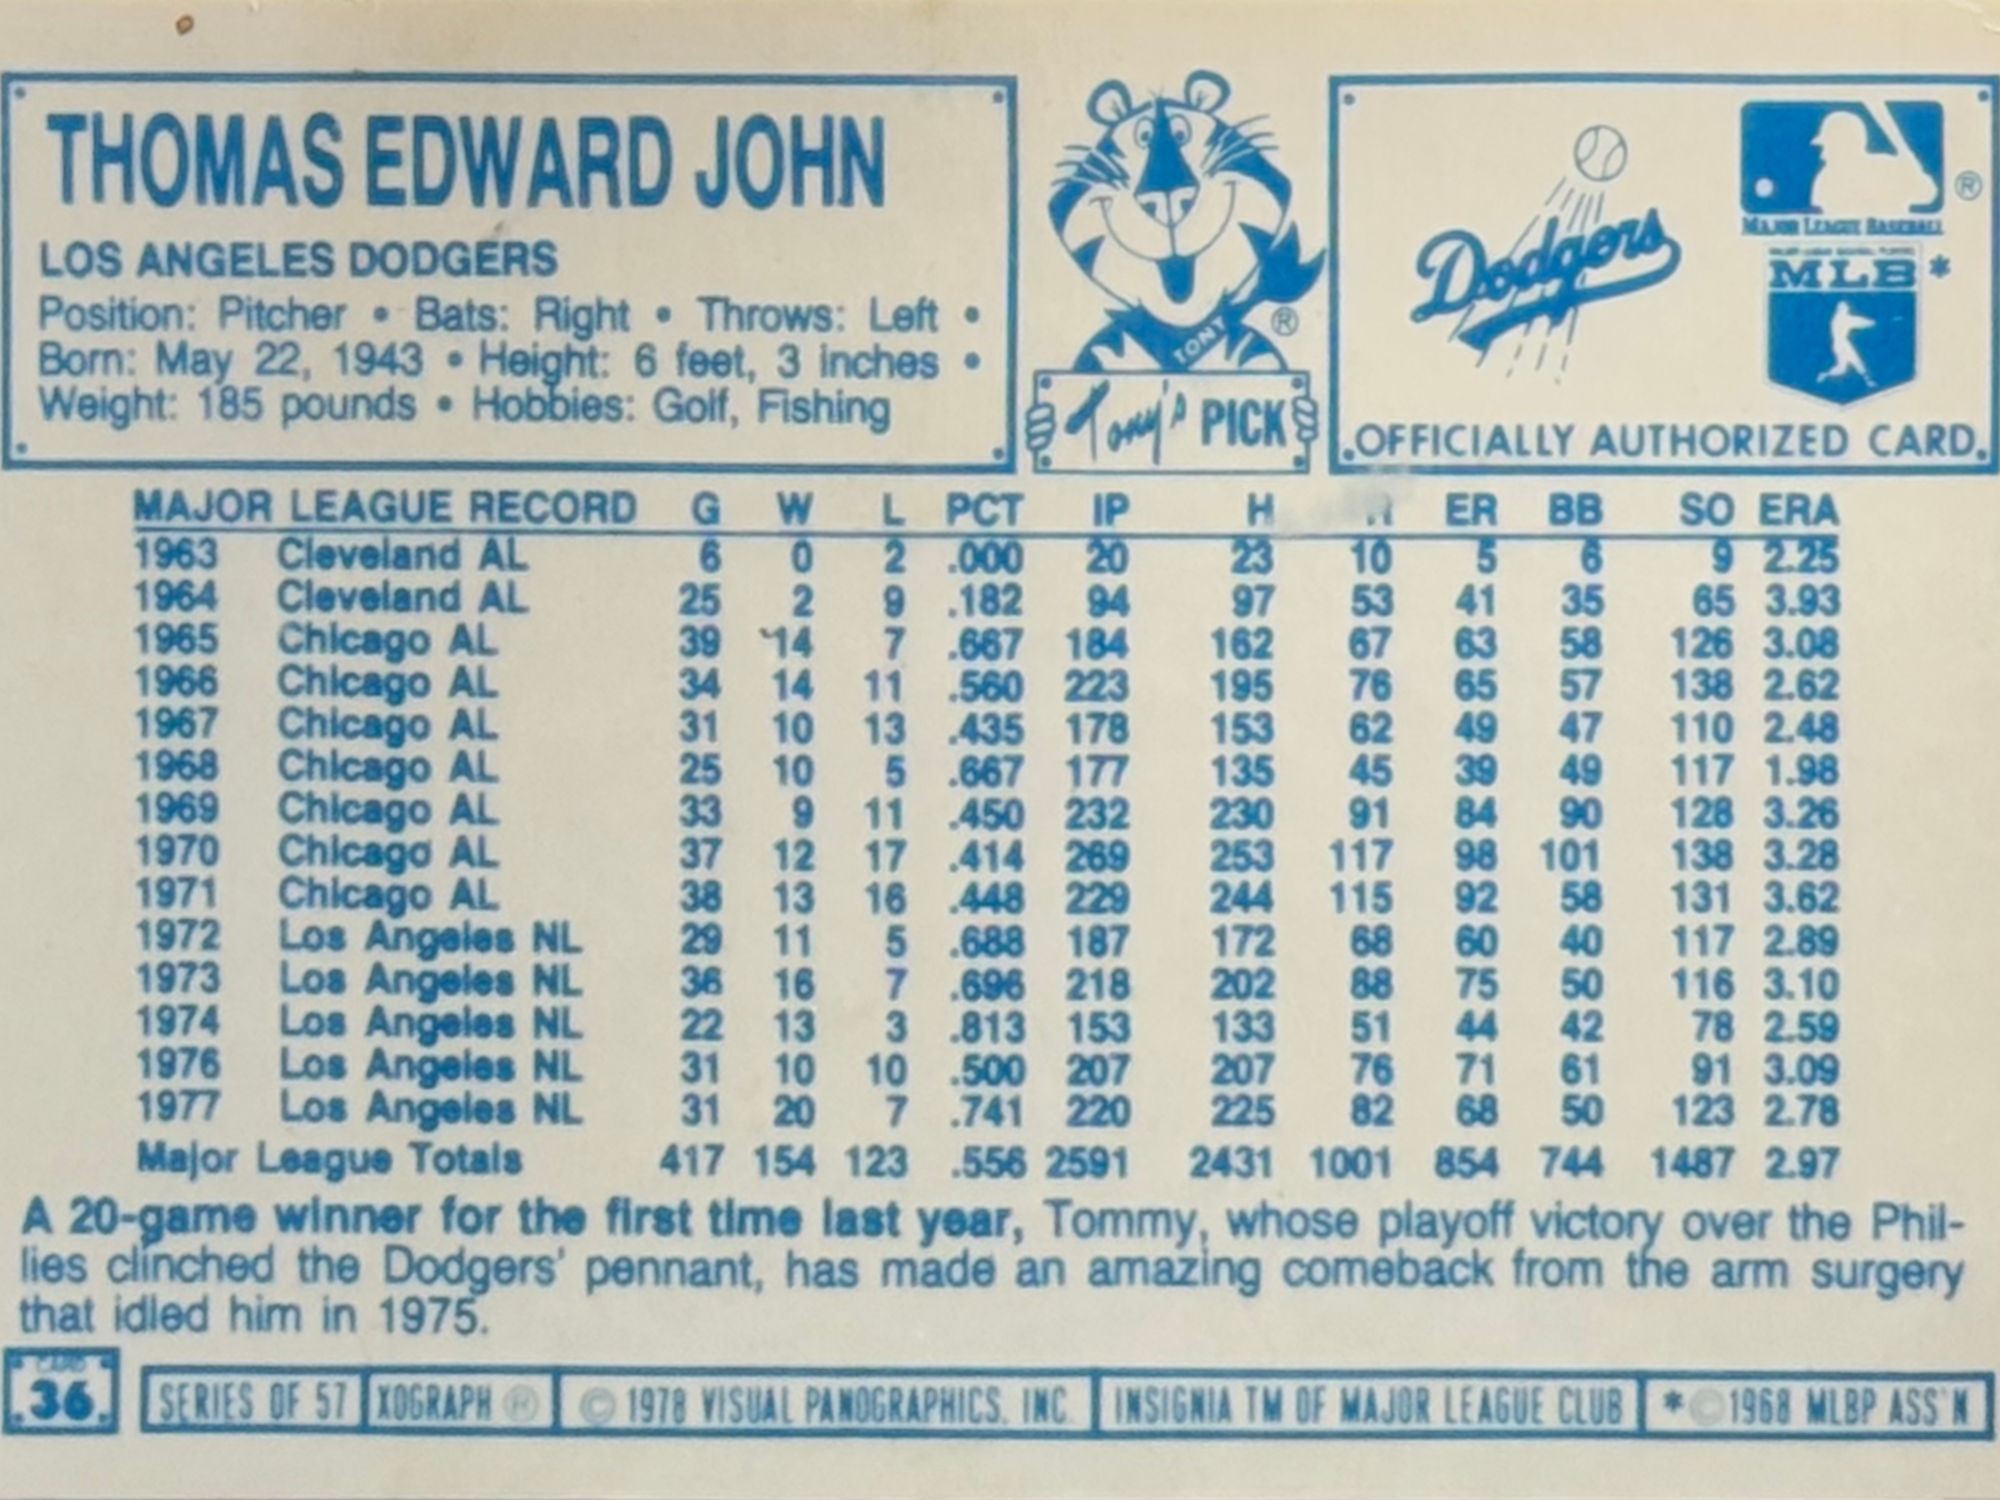 THOMAS EDWARD JOHN
LOS ANGELES DODGERS
Position: Pitcher • Bats: Right • Throws: Left •
Born: May 22, 1943 • Height: 6 feet, 3 inches •
Weight: 185 pounds • Hobbies: Golf, Fishing
TONY
®
Tony's PICK
Dodgers
®
MAJOR LEAGUE BASEBALL
MLB*
OFFICIALLY AUTHORIZED CARD
MAJOR LEAGUE RECORD G W L PCT IP H ER BB SO ERA
1963 Cleveland AL 6 0 2 .000 20 23 10 5 6 9 2.25
1964 Cleveland AL 25 2 9 .182 94 97 53 41 35 65 3.93
1965 Chicago AL 39 14 7 .667 184 162 67 63 58 126 3.08
1966 Chicago AL 34 14 11 .560 223 195 76 65 57 138 2.62
1967 Chicago AL 31 10 13 .435 178 153 62 49 47 110 2.48
1968 Chicago AL 25 10 5 .667 177 135 45 39 49 117 1.98
1969 Chicago AL 33 9 11 .450 232 230 91 84 90 128 3.26
1970 Chicago AL 37 12 17 .414 269 253 117 98 101 138 3.28
1971 Chicago AL 38 13 16 .448 229 244 115 92 58 131 3.62
1972 Los Angeles NL 29 11 5 .688 187 172 68 60 40 117 2.89
1973 Los Angeles NL 36 16 7 .696 218 202 88 75 50 116 3.10
1974 Los Angeles NL 22 13 3 .813 153 133 51 44 42 78 2.59
1976 Los Angeles NL 31 10 10 .500 207 207 76 71 61 91 3.09
1977 Los Angeles NL 31 20 7 .741 220 225 82 68 50 123 2.78
Major League Totals 417 154 123 .556 2591 2431 1001 854 744 1487 2.97
A 20-game winner for the first time last year, Tommy, whose playoff victory over the Phil-
lies clinched the Dodgers' pennant, has made an amazing comeback from the arm surgery
that idled him in 1975.
CARD
36
SERIES OF 57 XOGRAPH ® © 1978 VISUAL PANOGRAPHICS, INC. INSIGNIA TM OF MAJOR LEAGUE CLUB * © 1968 MLBP ASS'N